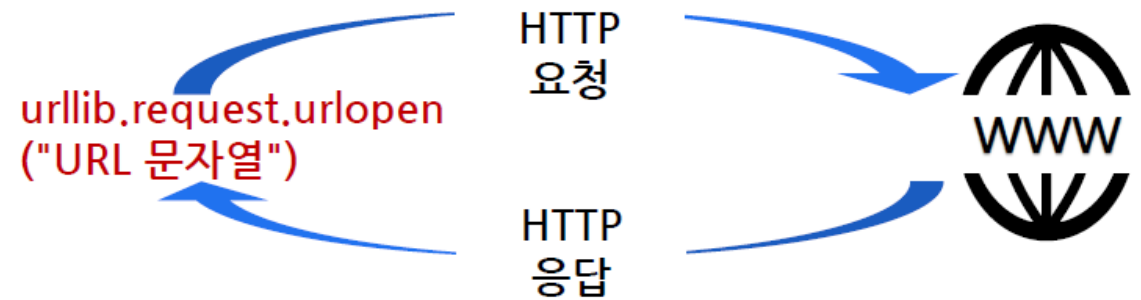 HTTP
요청
urllib.request.urlopen
("URL 문자열")
WWW
HTTP
응답